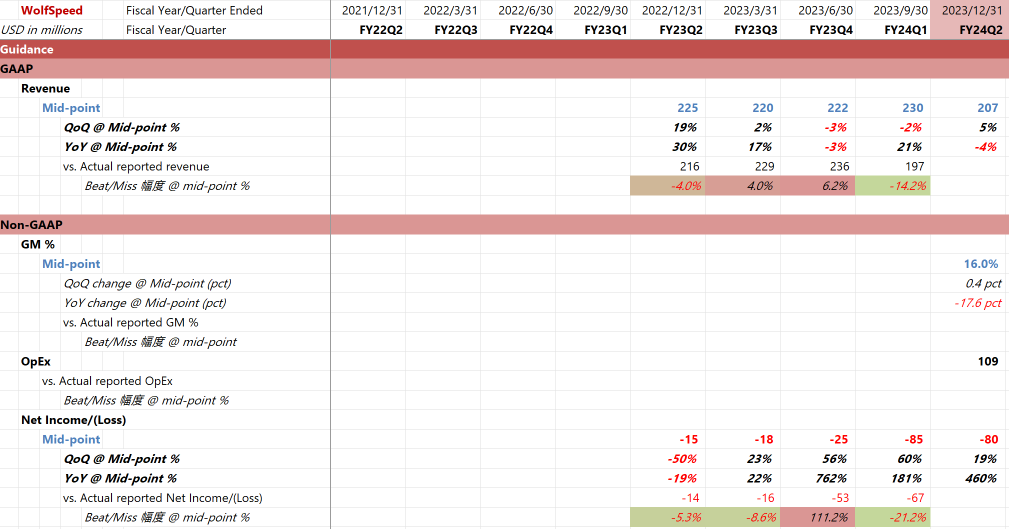 WolfSpeed Fiscal Year/Quarter Ended 2021/12/31 2022/3/31 2022/6/30 2022/9/30 2022/12/31 2023/3/31 2023/6/30 2023/9/30 2023/12/31
USD in millions Fiscal Year/Quarter FY22Q2 FY22Q3 FY22Q4 FY23Q1 FY23Q2 FY23Q3 FY23Q4 FY24Q1 FY24Q2
Guidance
GAAP
Revenue
Mid-point 225 220 222 230 207
QoQ @ Mid-point % 19% 2% -3% -2% 5%
YoY @ Mid-point % 30% 17% -3% 21% -4%
vs. Actual reported revenue 216 229 236 197
Beat/Miss 幅度 @ mid-point % -4.0% 4.0% 6.2% -14.2%
Non-GAAP
GM %
Mid-point 16.0%
QoQ change @ Mid-point (pct) 0.4 pct
YoY change @ Mid-point (pct) -17.6 pct
vs. Actual reported GM %
Beat/Miss 幅度 @ mid-point
OpEx 109
vs. Actual reported OpEx
Beat/Miss 幅度 @ mid-point %
Net Income/(Loss)
Mid-point -15 -18 -25 -85 -80
QoQ @ Mid-point % -50% 23% 56% 60% 19%
YoY @ Mid-point % -19% 22% 762% 181% 460%
vs. Actual reported Net Income/(Loss) -14 -16 -53 -67
Beat/Miss 幅度 @ mid-point % -5.3% -8.6% 111.2% -21.2%